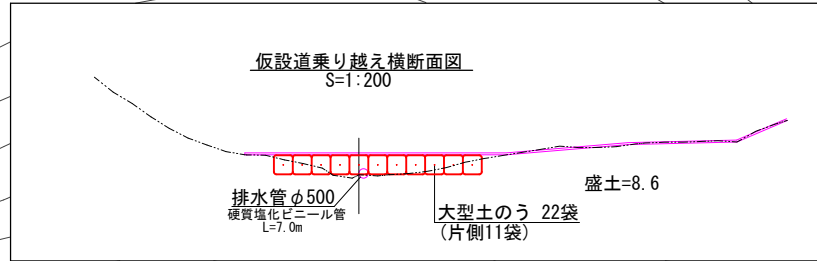 仮設道乗り越え横断面図
S=1:200
排水管φ500
硬質塩化ビニール管
L=7.0m
盛土=8.6
大型土のう 22袋
(片側11袋)